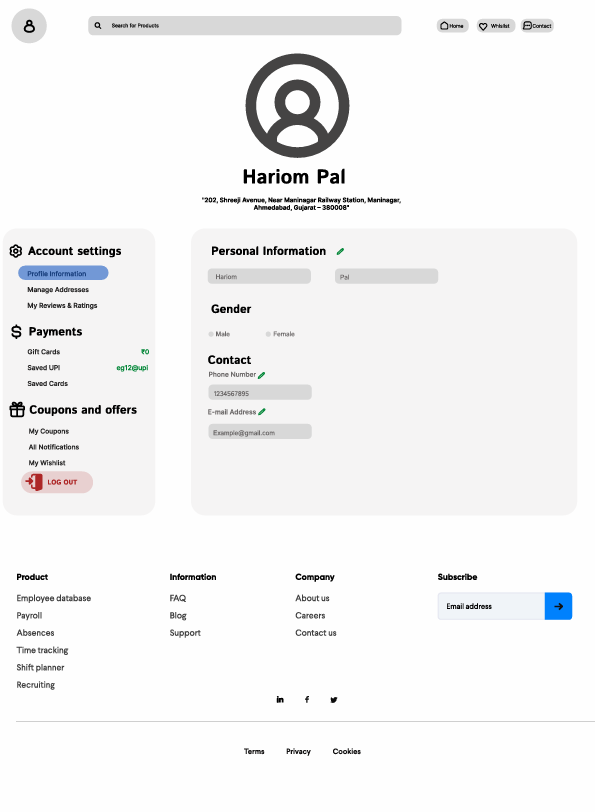 Search for Products
Home
Whislist
Contact
Hariom Pal
"202, Shreeji Avenue, Near Maninagar Railway Station, Maninagar,
Ahmedabad, Gujarat – 380008"
Account settings
Profile Information
Manage Addresses
My Reviews & Ratings
Payments
Gift Cards ₹0
Saved UPI eg12@upi
Saved Cards
Coupons and offers
My Coupons
All Notifications
My Wishlist
LOG OUT
Personal Information
Hariom
Pal
Gender
Male
Female
Contact
Phone Number
1234567895
E-mail Address
Example@gmail.com
Product
Employee database
Payroll
Absences
Time tracking
Shift planner
Recruiting
Information
FAQ
Blog
Support
Company
About us
Careers
Contact us
Subscribe
Email address
Terms
Privacy
Cookies